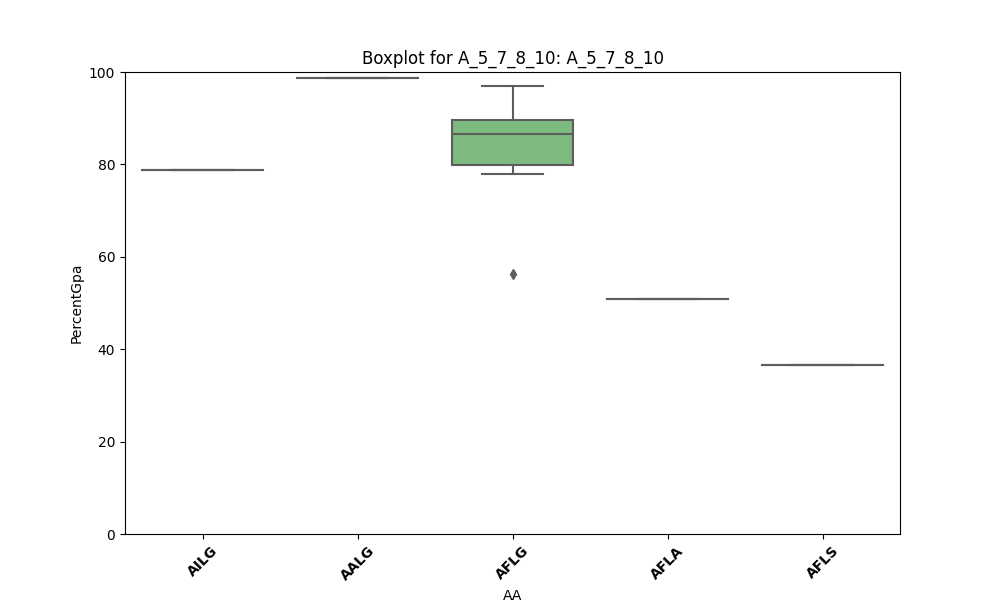 Boxplot for A_5_7_8_10: A_5_7_8_10
100
80
60
40
20
0
PercentGpa
AILG
AALG
AFLG
AFLA
AFLS
AA